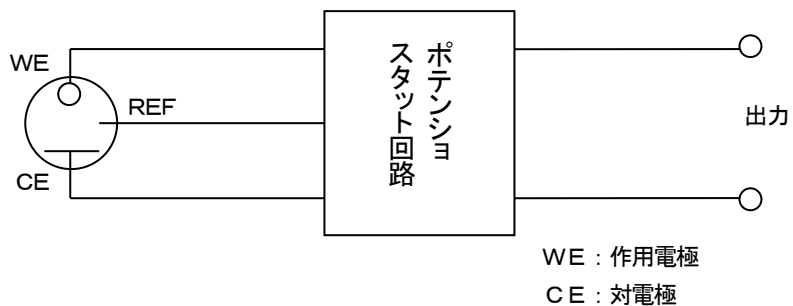 WE
REF
CE
ポテンショ
スタット回路
出力
WE：作用電極
CE：対電極